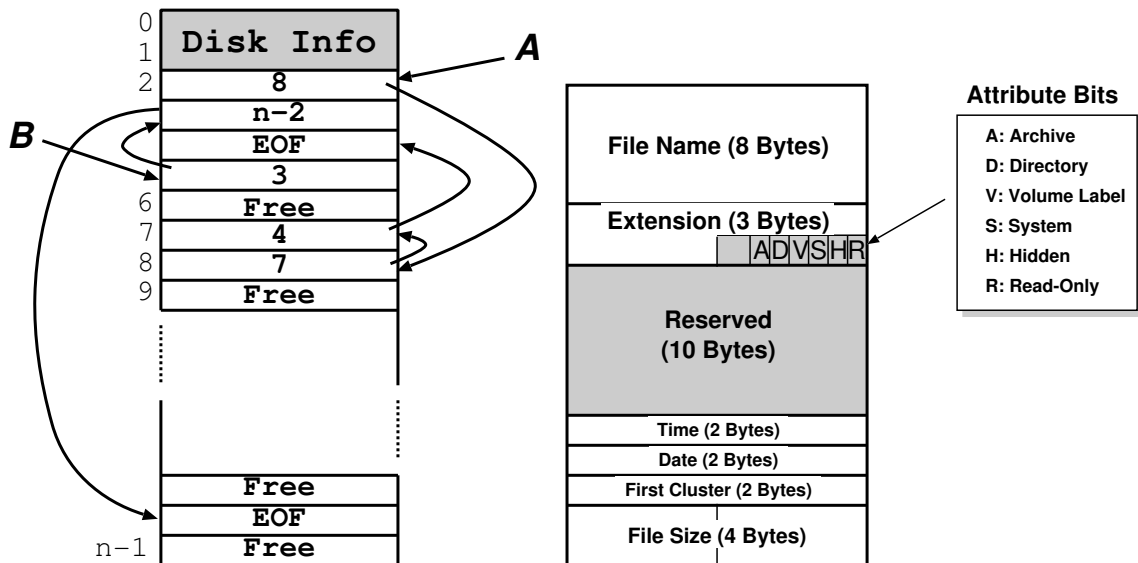 0
Disk Info
1
A
2
8
n−2
B
EOF
3
6
Free
7
4
8
7
9
Free
Free
EOF
n−1
Free
File Name (8 Bytes)
Extension (3 Bytes)
A D V S H R
Reserved
(10 Bytes)
Time (2 Bytes)
Date (2 Bytes)
First Cluster (2 Bytes)
File Size (4 Bytes)
Attribute Bits
A: Archive
D: Directory
V: Volume Label
S: System
H: Hidden
R: Read-Only